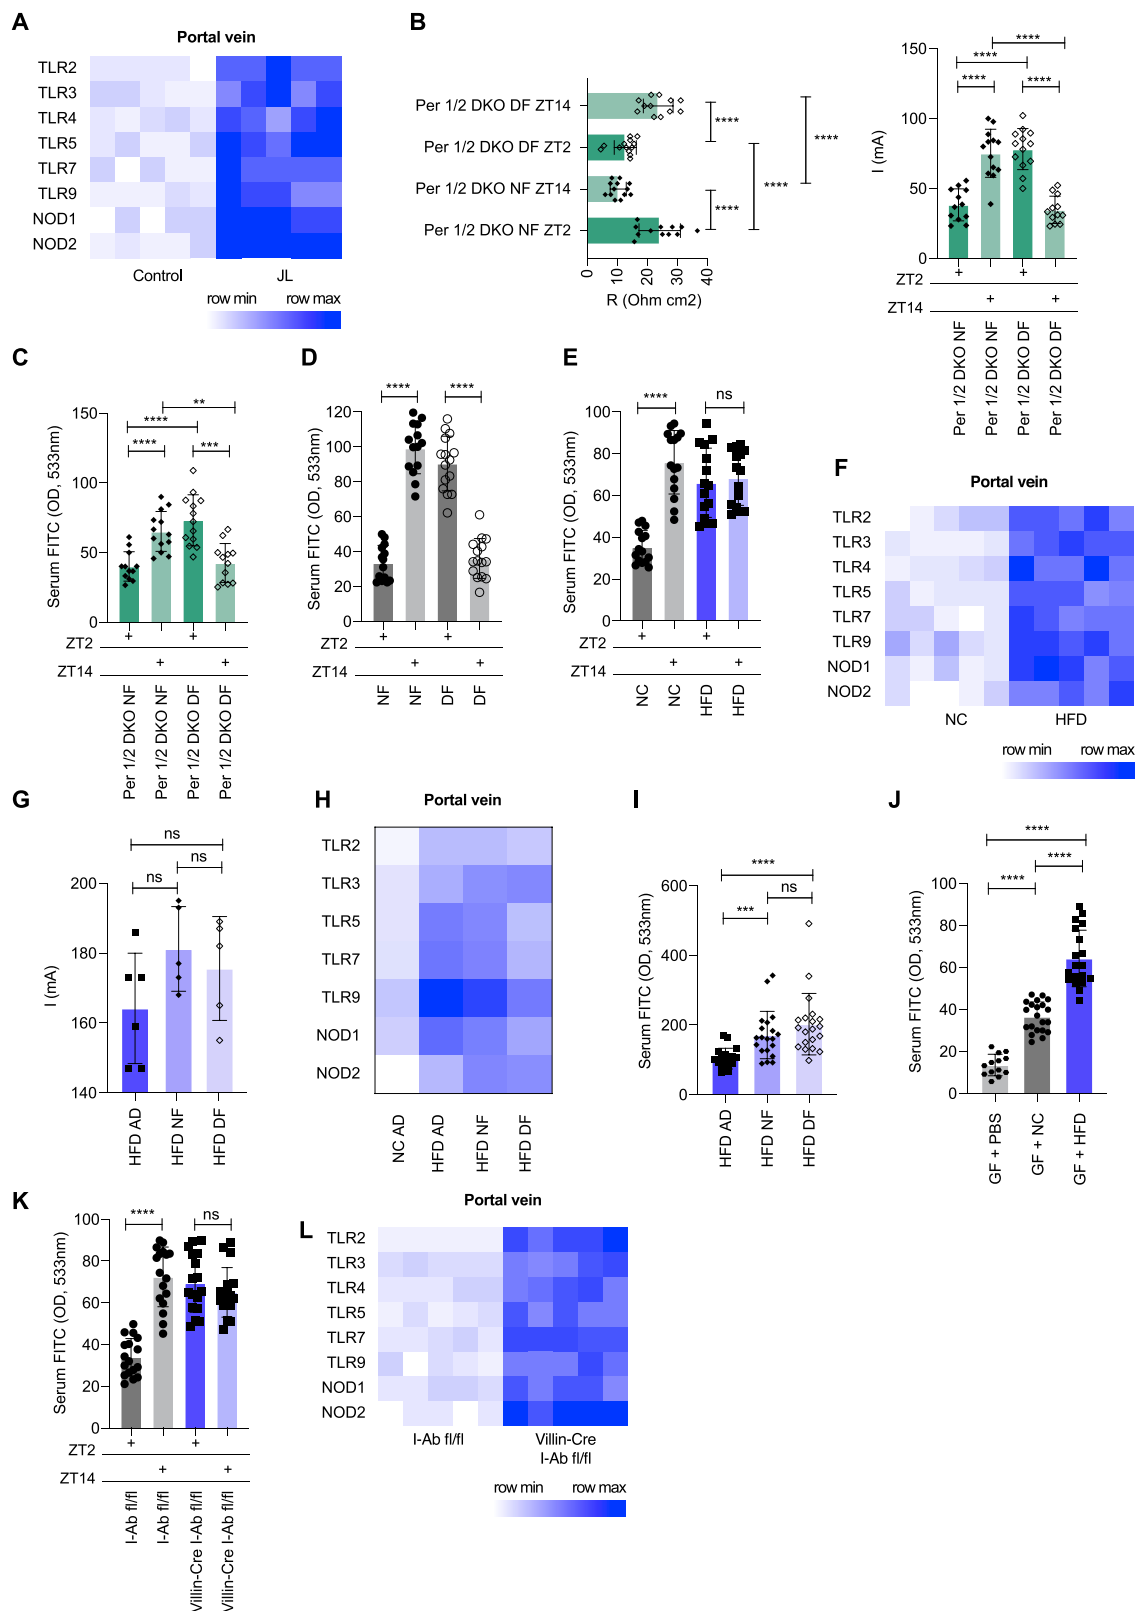 A
Portal vein
TLR2
TLR3
TLR4
TLR5
TLR7
TLR9
NOD1
NOD2
Control JL
row min row max
B
Per 1/2 DKO DF ZT14
Per 1/2 DKO DF ZT2
Per 1/2 DKO NF ZT14
Per 1/2 DKO NF ZT2
****
****
****
****
0 10 20 30 40
R (Ohm cm2)
I (mA)
150
100
50
0
****
****
**** ****
ZT2 + +
ZT14 + +
Per 1/2 DKO NF
Per 1/2 DKO NF
Per 1/2 DKO DF
Per 1/2 DKO DF
C
Serum FITC (OD, 533nm)
150
100
50
0
**
****
**** ***
ZT2 + +
ZT14 + +
Per 1/2 DKO NF
Per 1/2 DKO NF
Per 1/2 DKO DF
Per 1/2 DKO DF
D
Serum FITC (OD, 533nm)
120
100
80
60
40
20
0
**** ****
ZT2 + +
ZT14 + +
NF
NF
DF
DF
E
Serum FITC (OD, 533nm)
100
80
60
40
20
0
**** ns
ZT2 + +
ZT14 + +
NC
NC
HFD
HFD
F
Portal vein
TLR2
TLR3
TLR4
TLR5
TLR7
TLR9
NOD1
NOD2
NC HFD
row min row max
G
I (mA)
200
180
160
140
ns
ns ns
HFD AD
HFD NF
HFD DF
H
Portal vein
TLR2
TLR3
TLR5
TLR7
TLR9
NOD1
NOD2
NC AD
HFD AD
HFD NF
HFD DF
I
Serum FITC (OD, 533nm)
600
400
200
0
****
*** ns
HFD AD
HFD NF
HFD DF
J
Serum FITC (OD, 533nm)
100
80
60
40
20
0
****
**** ****
GF + PBS
GF + NC
GF + HFD
K
Serum FITC (OD, 533nm)
100
80
60
40
20
0
**** ns
ZT2 + +
ZT14 + +
I-Ab fl/fl
I-Ab fl/fl
Villin-Cre I-Ab fl/fl
Villin-Cre I-Ab fl/fl
L
Portal vein
TLR2
TLR3
TLR4
TLR5
TLR7
TLR9
NOD1
NOD2
I-Ab fl/fl Villin-Cre
I-Ab fl/fl
row min row max